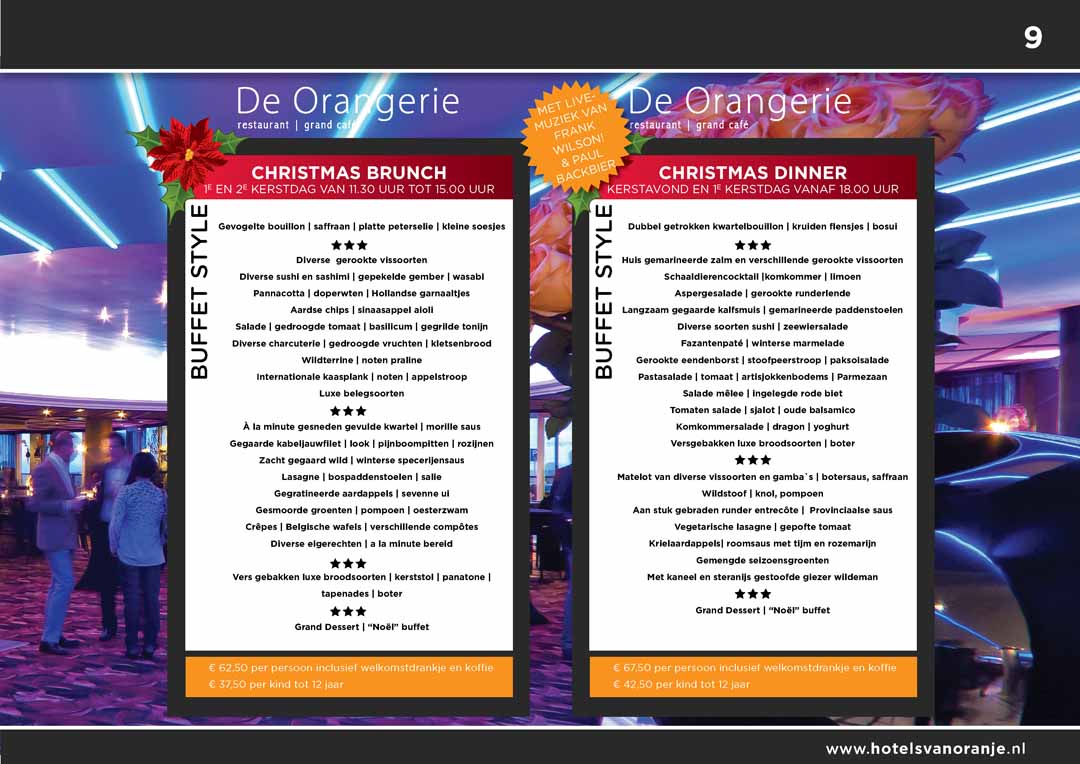 9
De Orangerie
restaurant | grand café
CHRISTMAS BRUNCH
1E EN 2E KERSTDAG VAN 11.30 UUR TOT 15.00 UUR
BUFFET STYLE
Gevogelte bouillon | saffraan | platte peterselie | kleine soesjes
★★★
Diverse gerookte vissoorten
Diverse sushi en sashimi | gepekelde gember | wasabi
Pannacotta | doperwten | Hollandse garnaaltjes
Aardse chips | sinaasappel aioli
Salade | gedroogde tomaat | basilicum | gegrilde tonijn
Diverse charcuterie | gedroogde vruchten | kletsenbrood
Wildterrine | noten praline
Internationale kaasplank | noten | appelstroop
Luxe belegsoorten
★★★
À la minute gesneden gevulde kwartel | morille saus
Gegaarde kabeljauwfilet | look | pijnboompitten | rozijnen
Zacht gegaard wild | winterse specerijensaus
Lasagne | bospaddenstoelen | salie
Gegratineerde aardappels | sevenne ui
Gesmoorde groenten | pompoen | oesterzwam
Crêpes | Belgische wafels | verschillende compôtes
Diverse eigerechten | a la minute bereid
★★★
Vers gebakken luxe broodsoorten | kerststol | panatone |
tapenades | boter
★★★
Grand Dessert | “Noël” buffet
€ 62,50 per persoon inclusief welkomstdrankje en koffie
€ 37,50 per kind tot 12 jaar
MET LIVE-
MUZIEK VAN
FRANK
WILSON!
& PAUL
BACKBIER
De Orangerie
restaurant | grand café
CHRISTMAS DINNER
KERSTAVOND EN 1E KERSTDAG VANAF 18.00 UUR
BUFFET STYLE
Dubbel getrokken kwartelbouillon | kruiden flensjes | bosui
★★★
Huis gemarineerde zalm en verschillende gerookte vissoorten
Schaaldierencocktail |komkommer | limoen
Aspergesalade | gerookte runderlende
Langzaam gegaarde kalfsmuis | gemarineerde paddenstoelen
Diverse soorten sushi | zeewiersalade
Fazantenpaté | winterse marmelade
Gerookte eendenborst | stoofpeerstroop | paksoisalade
Pastasalade | tomaat | artisjokkenbodems | Parmezaan
Salade mêlee | ingelegde rode biet
Tomaten salade | sjalot | oude balsamico
Komkommersalade | dragon | yoghurt
Versgebakken luxe broodsoorten | boter
★★★
Matelot van diverse vissoorten en gamba`s | botersaus, saffraan
Wildstoof | knol, pompoen
Aan stuk gebraden runder entrecôte | Provinciaalse saus
Vegetarische lasagne | gepofte tomaat
Krielaardappels| roomsaus met tijm en rozemarijn
Gemengde seizoensgroenten
Met kaneel en steranijs gestoofde giezer wildeman
★★★
Grand Dessert | “Noël” buffet
€ 67,50 per persoon inclusief welkomstdrankje en koffie
€ 42,50 per kind tot 12 jaar
www.hotelsvanoranje.nl